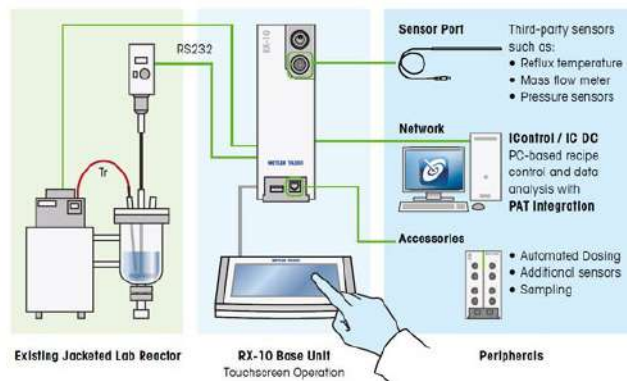 RS232
Tr
Existing Jacketed Lab Reactor
RX-10
METTLER TOLEDO
RX-10 Base Unit
Touchscreen Operation
Sensor Port
Third-party sensors
such as:
• Reflux temperature
• Mass flow meter
• Pressure sensors
Network
iControl / iC DC
PC-based recipe
control and data
analysis with
PAT Integration
Accessories
• Automated Dosing
• Additional sensors
• Sampling
Peripherals